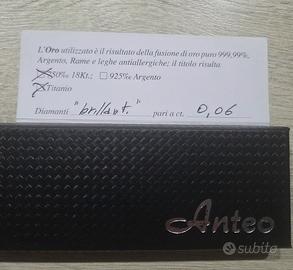 L'Oro utilizzato è il risultato della fusione di oro puro 999,99%,
Argento, Rame e leghe antiallergiche; il titolo risulta
750% 18Kt.; 925% Argento
Titanio
Diamanti "brillant." pari a ct. 0,06
Anteo
subito